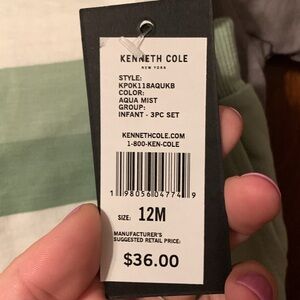 KENNETH COLE
NEW YORK
STYLE:
KP0K118AQUKB
COLOR:
AQUA MIST
GROUP:
INFANT - 3PC SET
KENNETHCOLE.COM
1-800-KEN-COLE
1 98056 04774 9
SIZE: 12M
MANUFACTURER'S
SUGGESTED RETAIL PRICE:
$36.00